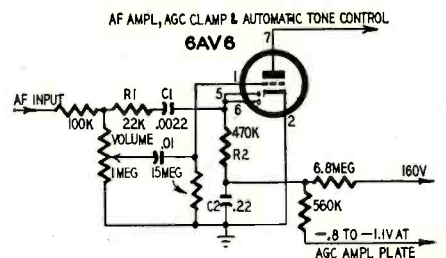 AF AMPL, AGC CLAMP & AUTOMATIC TONE CONTROL
7
6AV6
1
5
6
2
AF INPUT
100K
R1
22K
C1
.0022
VOLUME
1 MEG
.01
15MEG
470K
R2
C2
.22
6.8MEG
160V
560K
-.8 TO -1.1V AT
AGC AMPL PLATE